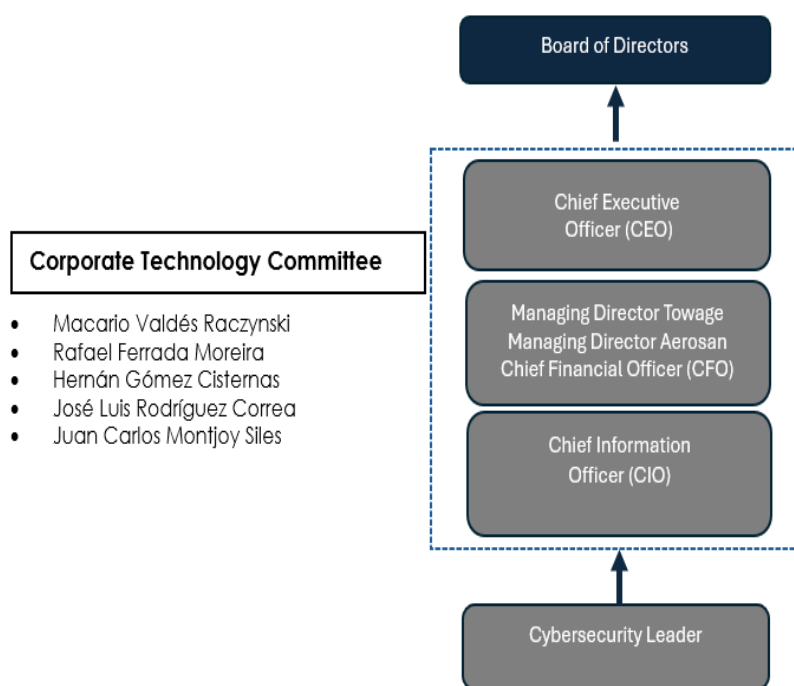 Board of Directors
Chief Executive
Officer (CEO)
Corporate Technology Committee
• Macario Valdés Raczynski
• Rafael Ferrada Moreira
• Hernán Gómez Cisternas
• José Luis Rodríguez Correa
• Juan Carlos Montjoy Siles
Managing Director Towage
Managing Director Aerosan
Chief Financial Officer (CFO)
Chief Information
Officer (CIO)
Cybersecurity Leader